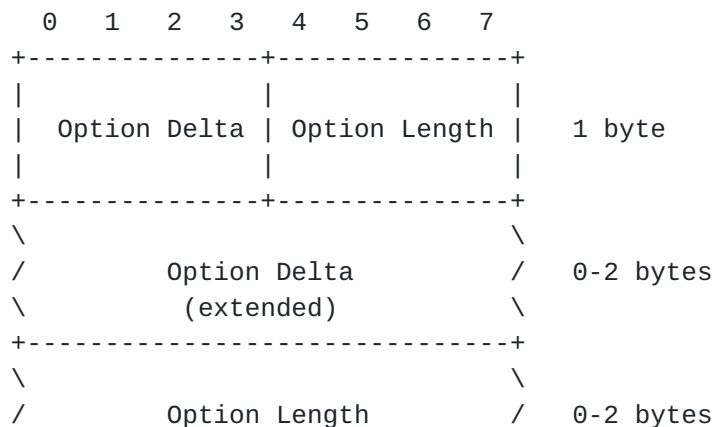 0 1 2 3 4 5 6 7
+---------------+---------------+
| | |
| Option Delta | Option Length | 1 byte
| | |
+---------------+---------------+
\ \
/ Option Delta / 0-2 bytes
\ (extended) \
+-------------------------------+
\ \
/ Option Length / 0-2 bytes